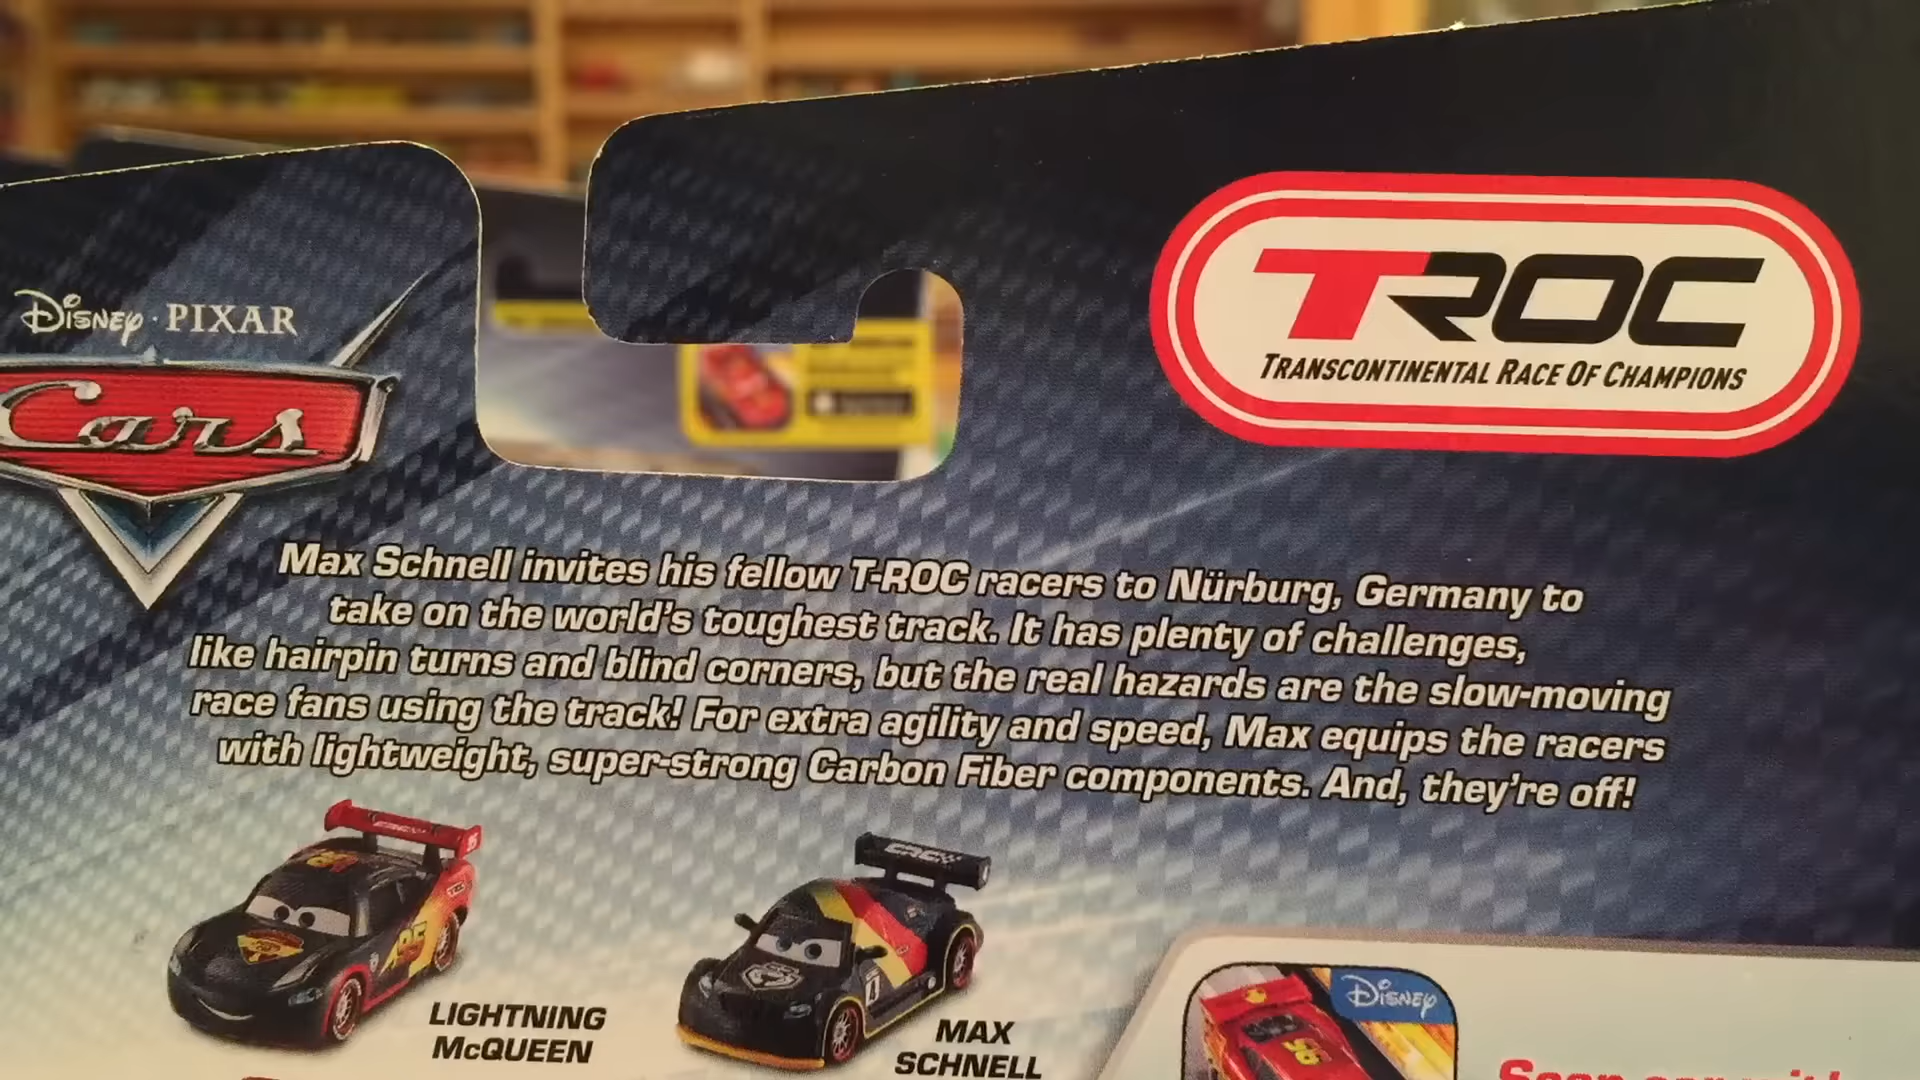 DISNEY · PIXAR
Cars
TROC
TRANSCONTINENTAL RACE OF CHAMPIONS
Max Schnell invites his fellow T-ROC racers to Nürburg, Germany to
take on the world's toughest track. It has plenty of challenges,
like hairpin turns and blind corners, but the real hazards are the slow-moving
race fans using the track! For extra agility and speed, Max equips the racers
with lightweight, super-strong Carbon Fiber components. And, they're off!
95
LIGHTNING
McQUEEN
4
MAX
SCHNELL
DISNEY
95